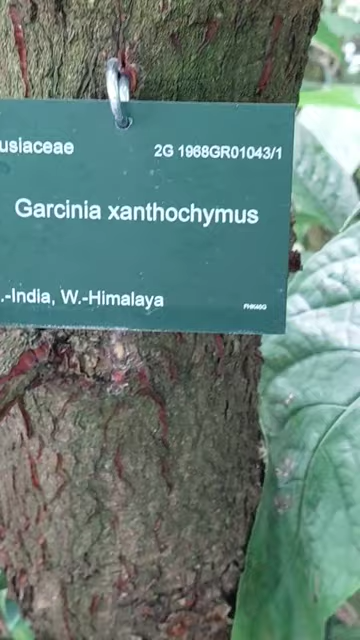 usiaceae 2G 1968GR01043/1
Garcinia xanthochymus
.-India, W.-Himalaya